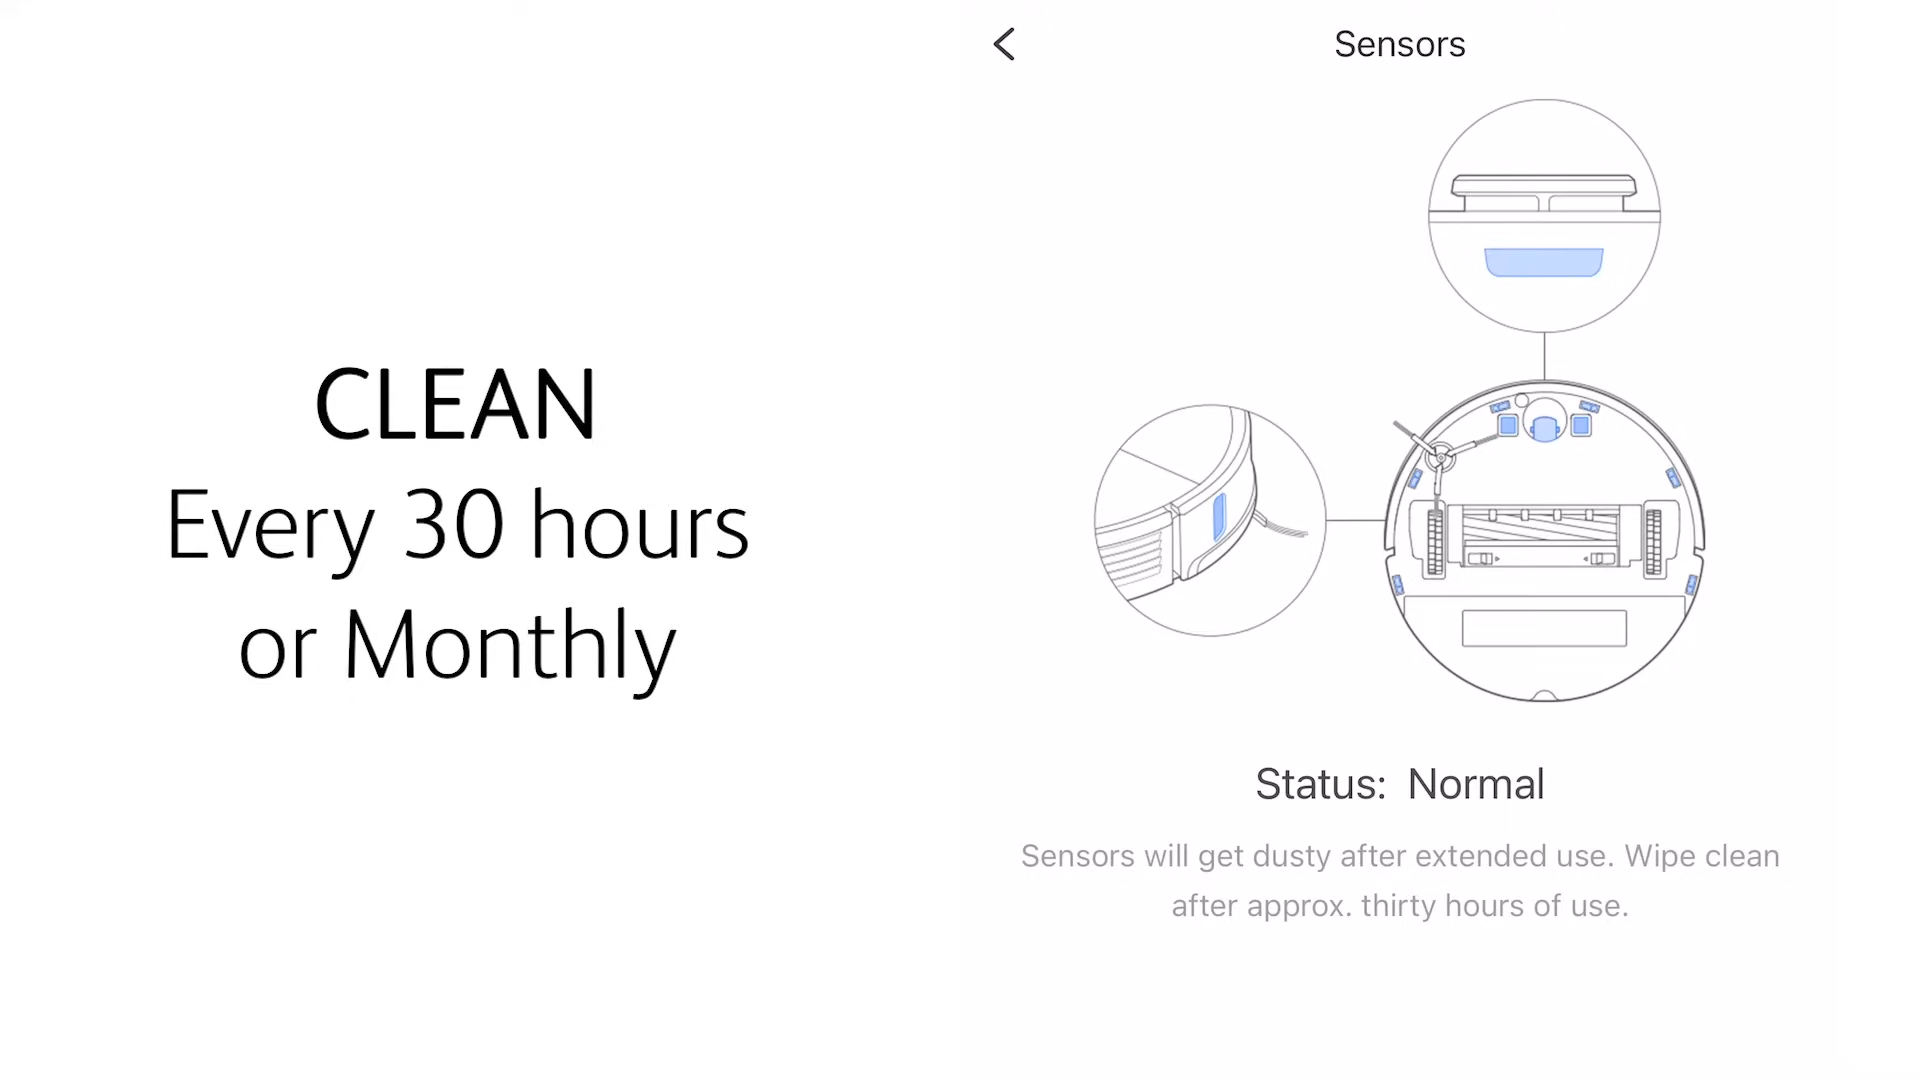 CLEAN
Every 30 hours
or Monthly
Sensors
Status: Normal
Sensors will get dusty after extended use. Wipe clean
after approx. thirty hours of use.